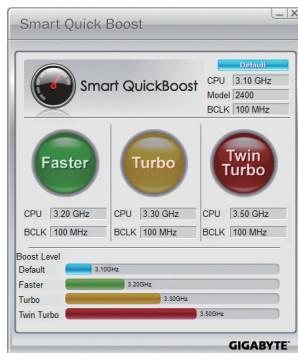 Smart Quick Boost
Default
Smart QuickBoost
CPU 3.10 GHz
Model 2400
BCLK 100 MHz
Faster
Turbo
Twin Turbo
CPU 3.20 GHz
CPU 3.30 GHz
CPU 3.50 GHz
BCLK 100 MHz
BCLK 100 MHz
BCLK 100 MHz
Boost Level
Default 3.10GHz
Faster 3.20GHz
Turbo 3.30GHz
Twin Turbo 3.50GHz
GIGABYTE